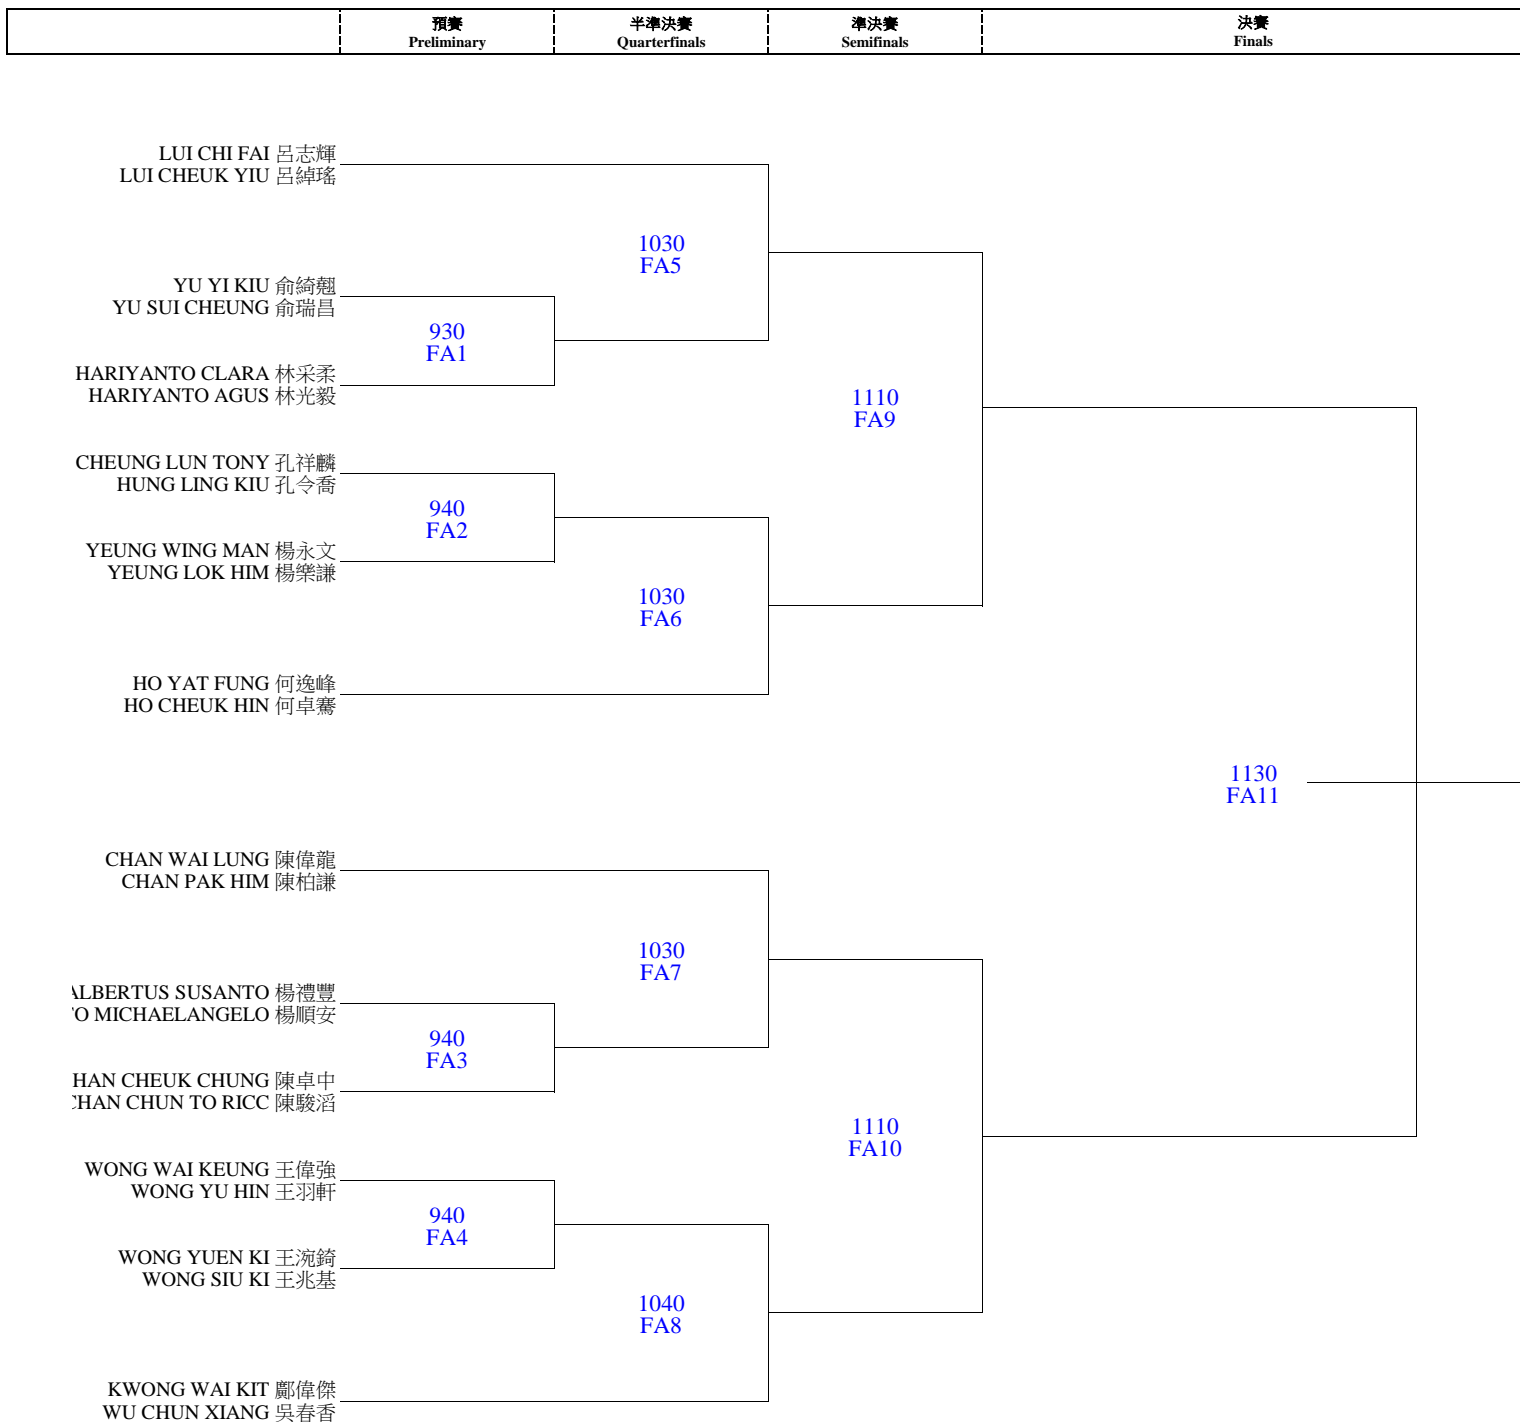 預賽 半準決賽 準決賽 決賽
Preliminary Quarterfinals Semifinals Finals
LUI CHI FAI 呂志輝
LUI CHEUK YIU 呂綽瑤
1030
FA5
YU YI KIU 俞綺翹
YU SUI CHEUNG 俞瑞昌
930
FA1
HARIYANTO CLARA 林采柔
HARIYANTO AGUS 林光毅
1110
FA9
CHEUNG LUN TONY 孔祥麟
HUNG LING KIU 孔令喬
940
FA2
YEUNG WING MAN 楊永文
YEUNG LOK HIM 楊樂謙
1030
FA6
HO YAT FUNG 何逸峰
HO CHEUK HIN 何卓騫
1130
FA11
CHAN WAI LUNG 陳偉龍
CHAN PAK HIM 陳柏謙
1030
FA7
ALBERTUS SUSANTO 楊禮豐
TO MICHAELANGELO 楊順安
940
FA3
HAN CHEUK CHUNG 陳卓中
CHAN CHUN TO RICC 陳駿滔
1110
FA10
WONG WAI KEUNG 王偉強
WONG YU HIN 王羽軒
940
FA4
WONG YUEN KI 王涴錡
WONG SIU KI 王兆基
1040
FA8
KWONG WAI KIT 鄺偉傑
WU CHUN XIANG 吳春香